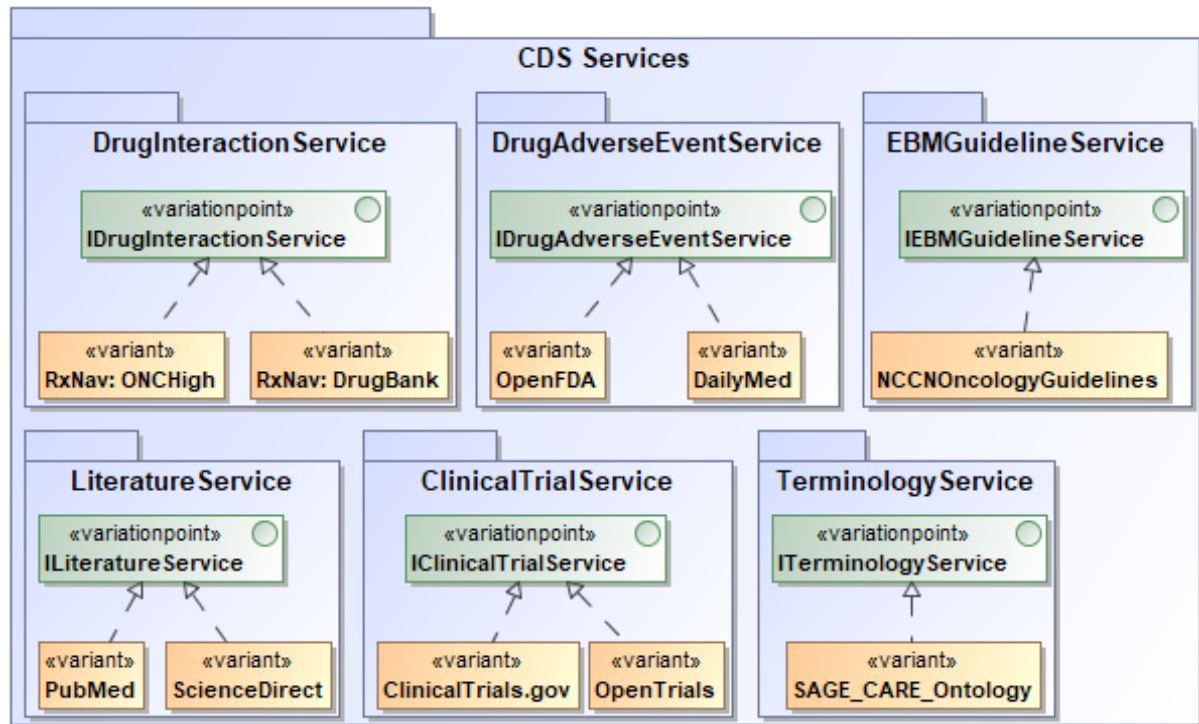 CDS Services
DrugInteractionService
«variationpoint»
IDrugInteractionService
«variant»
RxNav: ONCHigh
«variant»
RxNav: DrugBank
DrugAdverseEventService
«variationpoint»
IDrugAdverseEventService
«variant»
OpenFDA
«variant»
DailyMed
EBMGuidelineService
«variationpoint»
IEBMGuidelineService
«variant»
NCCNOncologyGuidelines
LiteratureService
«variationpoint»
ILiteratureService
«variant»
PubMed
«variant»
ScienceDirect
ClinicalTrialService
«variationpoint»
IClinicalTrialService
«variant»
ClinicalTrials.gov
«variant»
OpenTrials
TerminologyService
«variationpoint»
ITerminologyService
«variant»
SAGE_CARE_Ontology